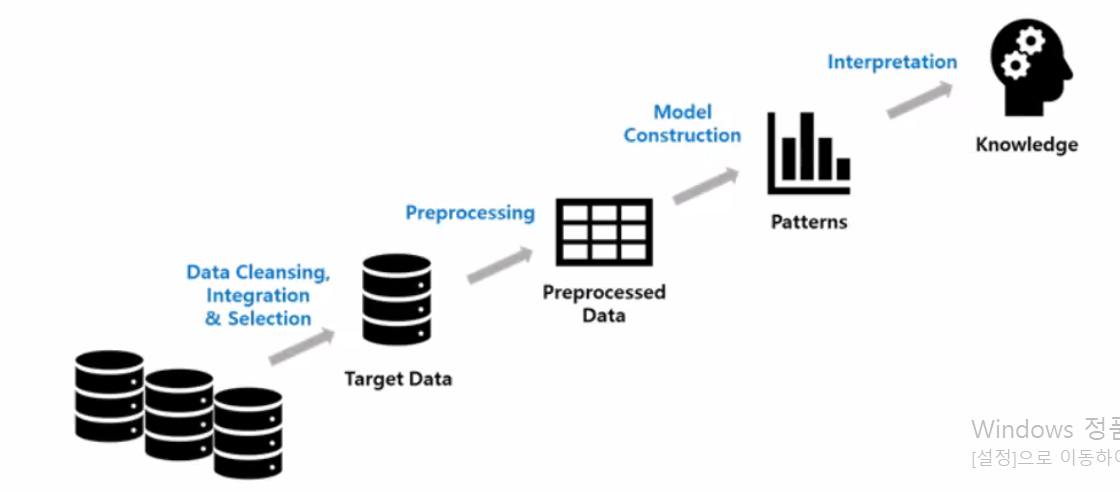 Data Cleansing,
Integration
& Selection
Target Data
Preprocessing
Preprocessed
Data
Model
Construction
Patterns
Interpretation
Knowledge
Windows 정품
[설정]으로 이동하여